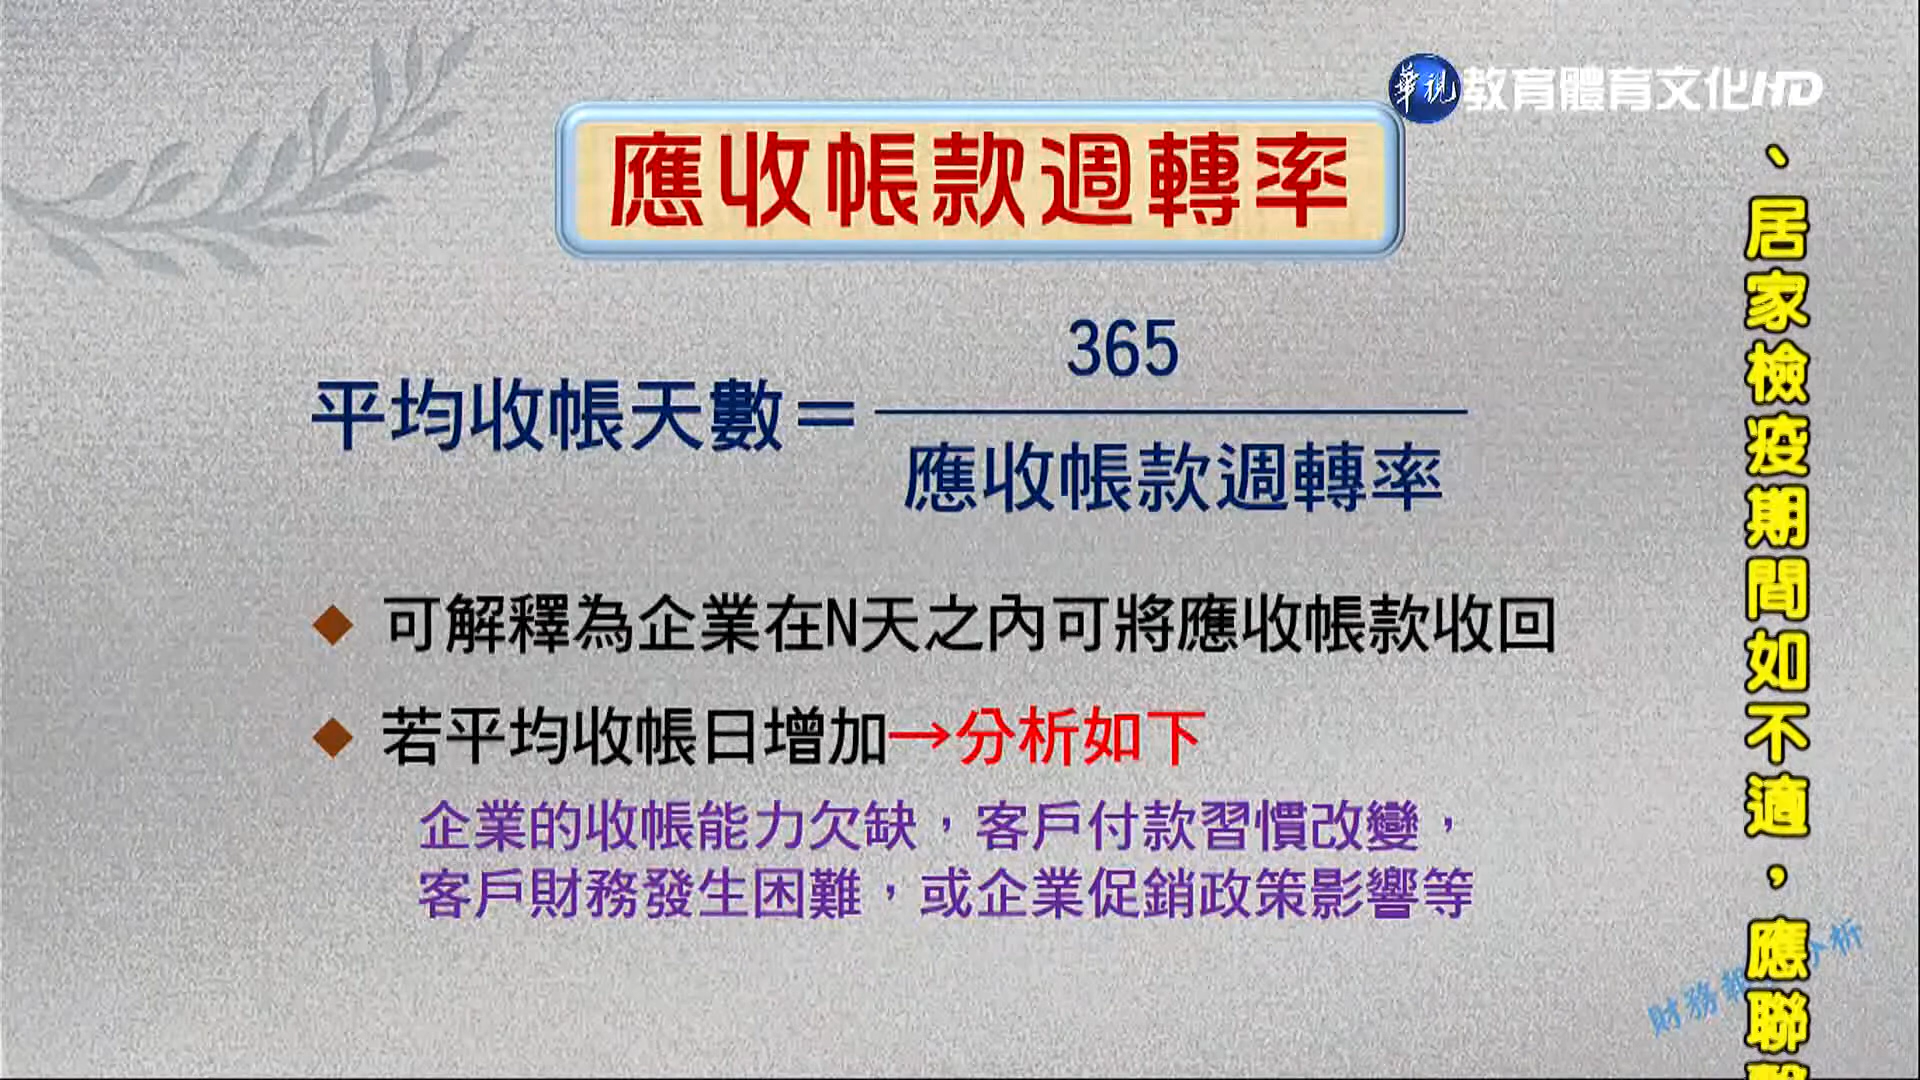 華視 教育體育文化HD
應收帳款週轉率
365
平均收帳天數＝
應收帳款週轉率
◆ 可解釋為企業在N天之內可將應收帳款收回
◆ 若平均收帳日增加→分析如下
企業的收帳能力欠缺，客戶付款習慣改變，
客戶財務發生困難，或企業促銷政策影響等
、居家檢疫期間如不適，應聯
財務報 分析